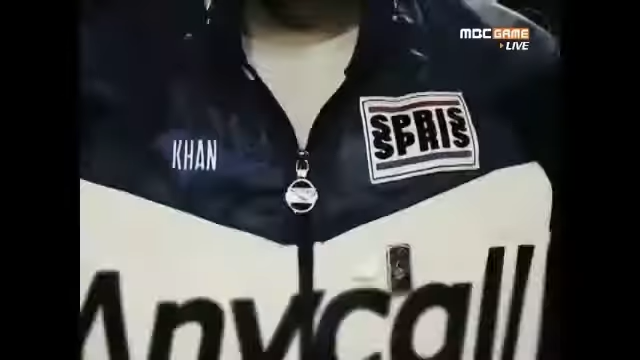 MBC GAME
LIVE
KHAN
SPRIS
SPRIS
Anycall